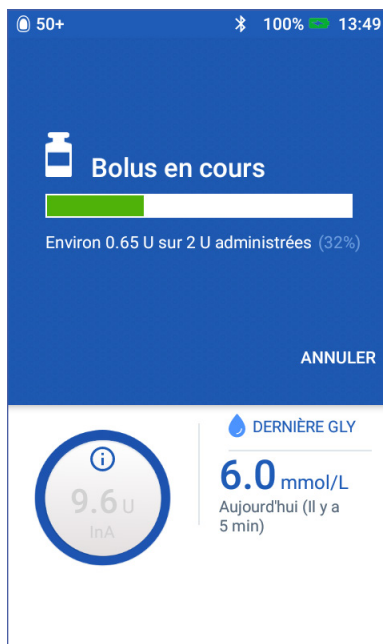 50+ 100% 13:49
Bolus en cours
Environ 0.65 U sur 2 U administrées (32%)
ANNULER
9.6 U
InA
DERNIÈRE GLY
6.0 mmol/L
Aujourd'hui (Il y a
5 min)